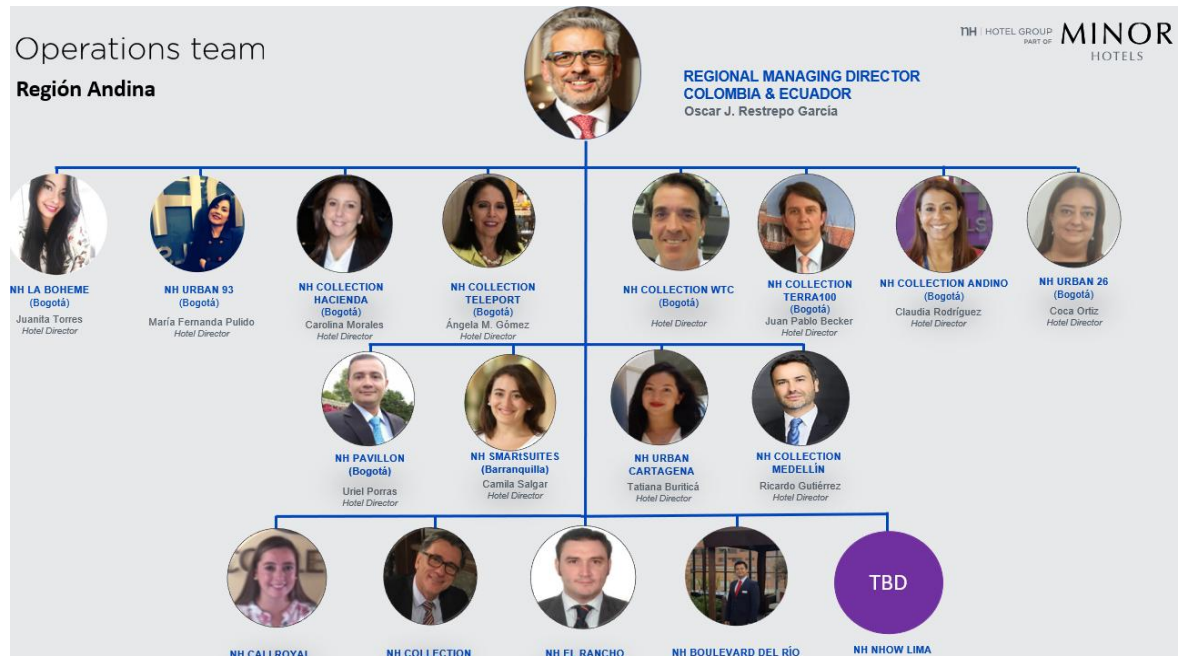 Operations team
Región Andina
nH | HOTEL GROUP
PART OF
MINOR
HOTELS
REGIONAL MANAGING DIRECTOR
COLOMBIA & ECUADOR
Oscar J. Restrepo García
NH LA BOHEME
(Bogotá)
Juanita Torres
Hotel Director
NH URBAN 93
(Bogotá)
María Fernanda Pulido
Hotel Director
NH COLLECTION
HACIENDA
(Bogotá)
Carolina Morales
Hotel Director
NH COLLECTION
TELEPORT
(Bogotá)
Ángela M. Gômez
Hotel Director
NH COLLECTION WTC
(Bogotá)
Hotel Director
NH COLLECTION
TERRA100
(Bogotá)
Juan Pablo Becker
Hotel Director
NH COLLECTION ANDINO
(Bogotá)
Claudia Rodríguez
Hotel Director
NH URBAN 26
(Bogotá)
Coca Ortiz
Hotel Director
NH PAVILLON
(Bogotá)
Uriel Porras
Hotel Director
NH SMARtSUITES
(Barranquilla)
Camila Salgar
Hotel Director
NH URBAN
CARTAGENA
Tatiana Buriticá
Hotel Director
NH COLLECTION
MEDELLÍN
Ricardo Gutiérrez
Hotel Director
TBD
NH CALI ROYAL
NH COLLECTION
NH EL RANCHO
NH BOULEVARD DEL RÍO
NH NHOW LIMA